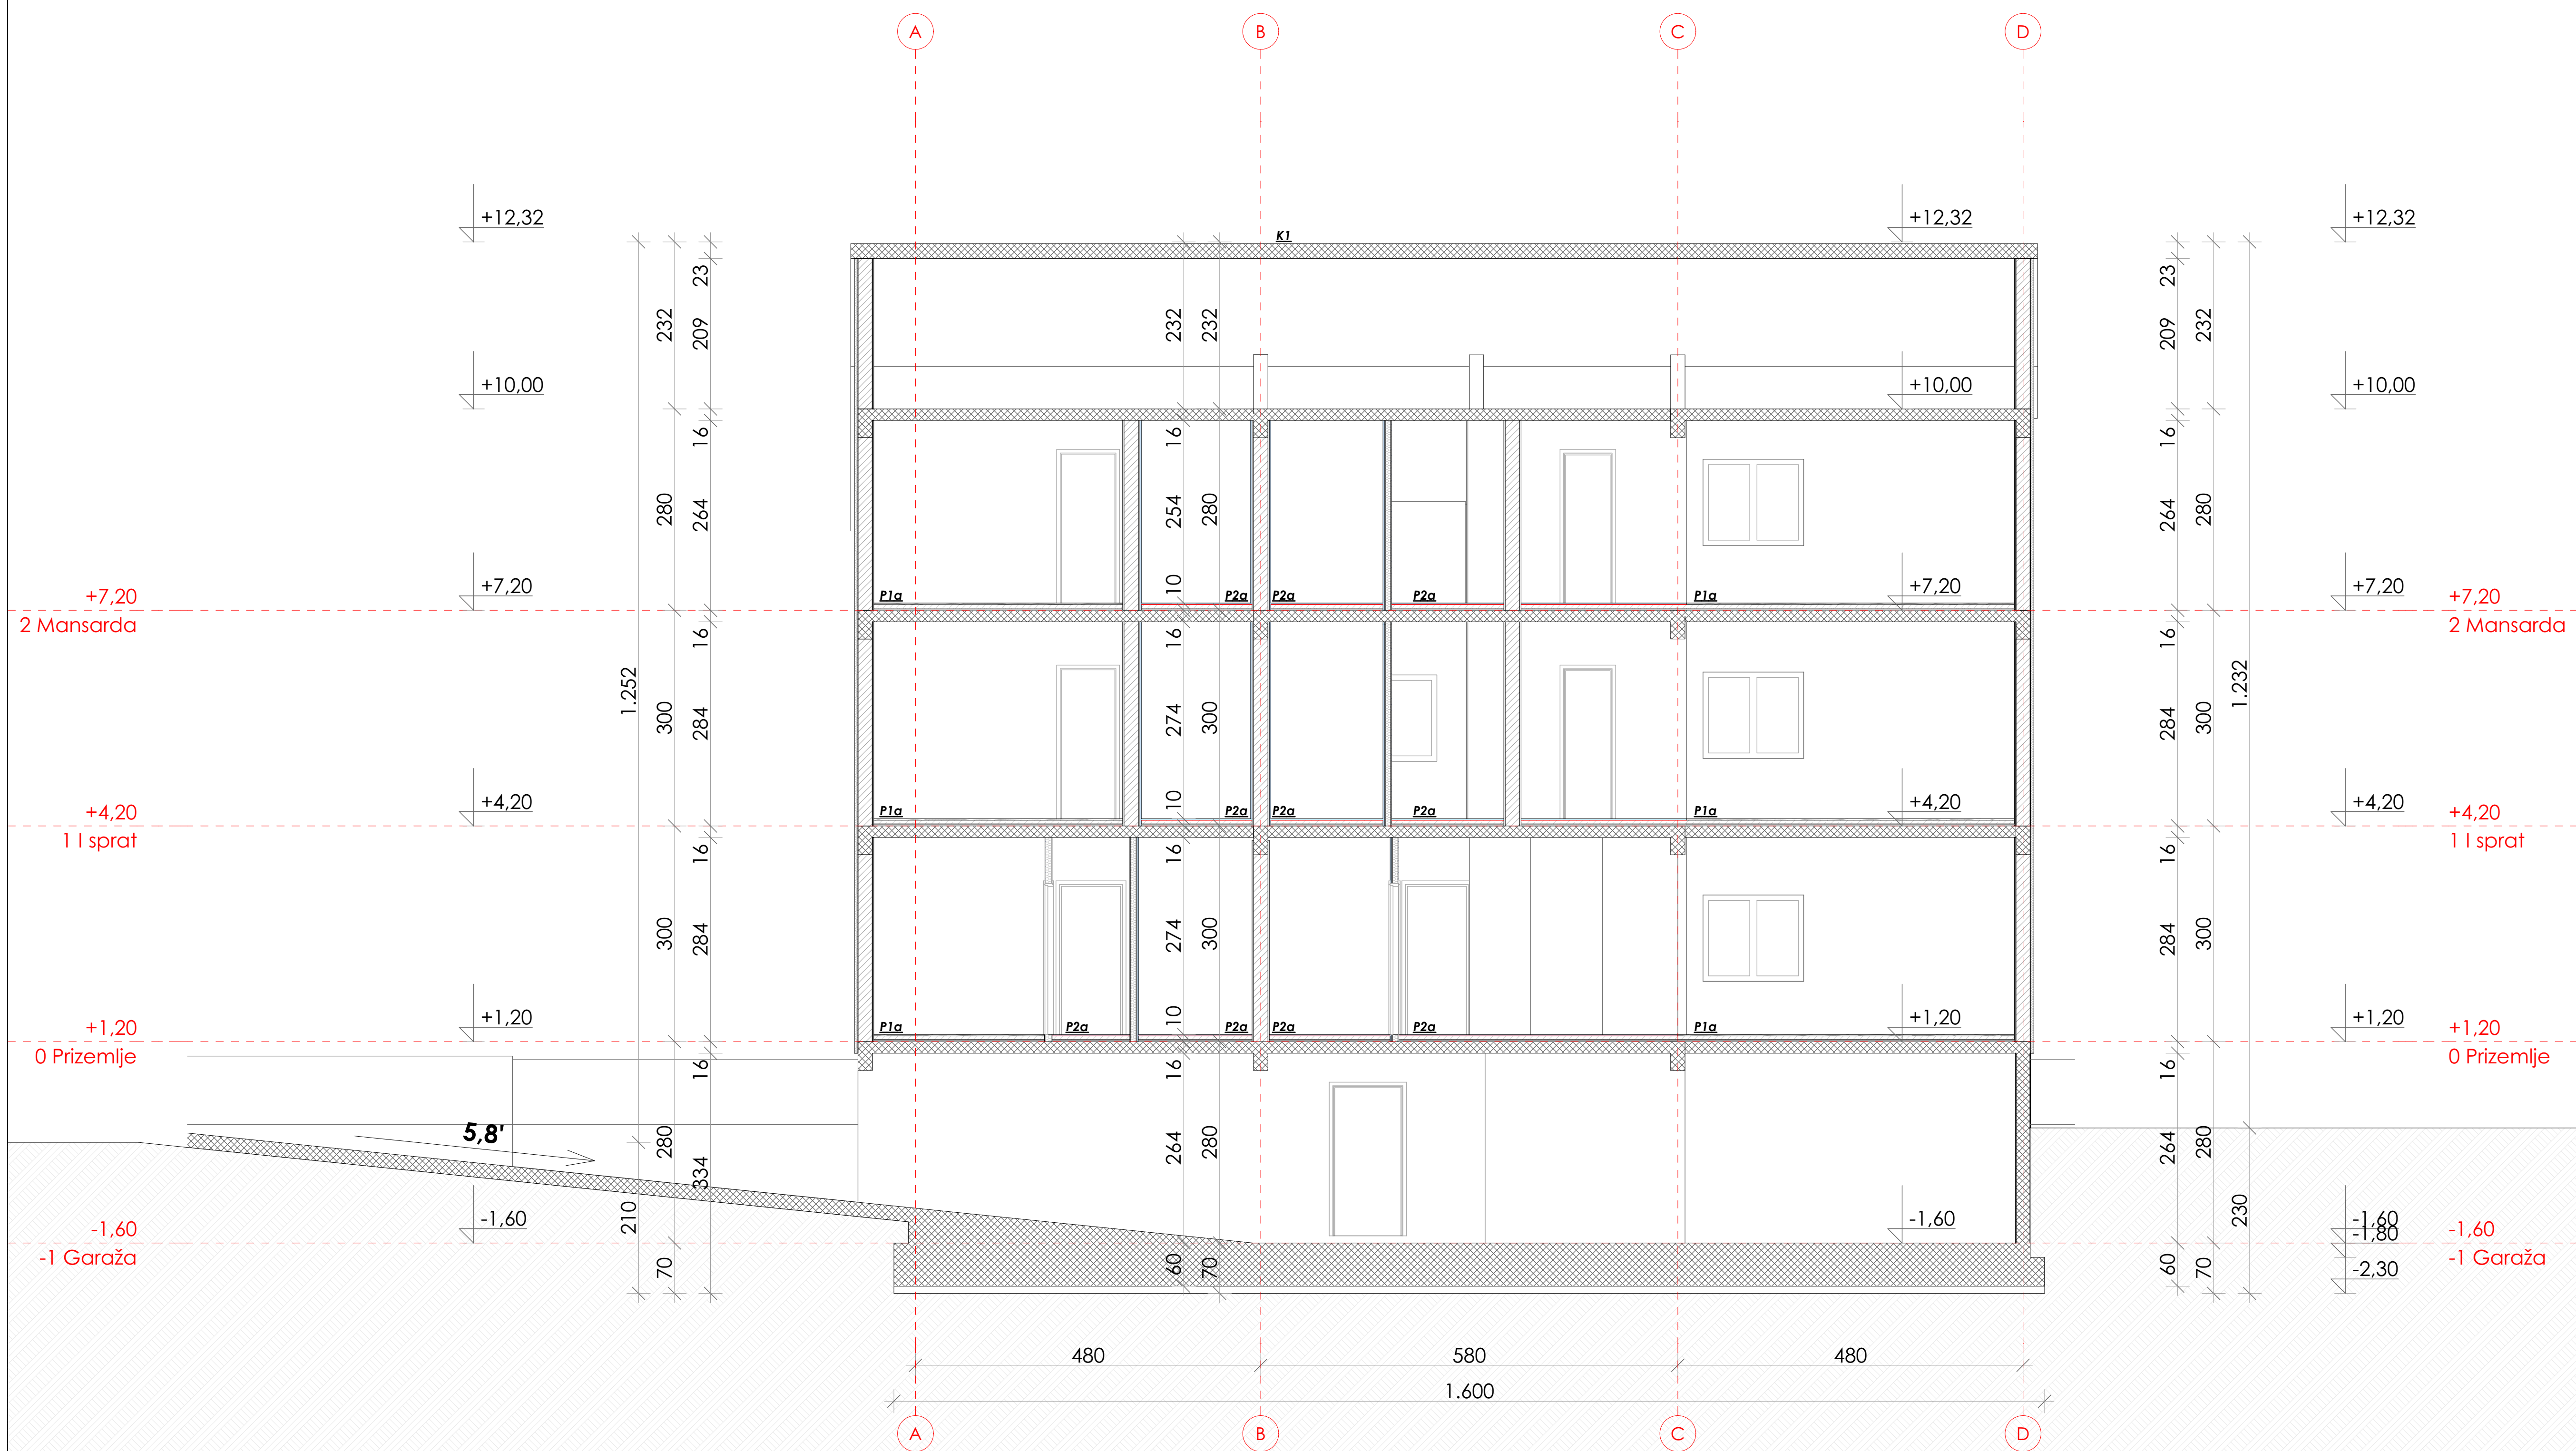 A B C D
+12,32 +12,32 +12,32
K1
23 23
232 209 232 232 209 232
+10,00 +10,00 +10,00
16 16 16
280 264 254 280 264 280
10
+7,20 +7,20 +7,20 +7,20 +7,20
P1a P2a P2a P2a P1a
2 Mansarda 2 Mansarda
16 16 16
1.252 1.232
300 284 274 300 284 300
10
+4,20 +4,20 +4,20 +4,20 +4,20
P1a P2a P2a P2a P1a
1 I sprat 1 I sprat
16 16 16
300 284 274 300 284 300
10
+1,20 +1,20 +1,20 +1,20 +1,20
P1a P2a P2a P2a P2a P1a
0 Prizemlje 0 Prizemlje
16 16 16
5,8'
280 334 264 280 264 280
210 230
-1,60 -1,60 -1,60 -1,60 -1,60
-1,80
-1 Garaža -1 Garaža
70 60 70 60 70
-2,30
480 580 480
1.600
A B C D